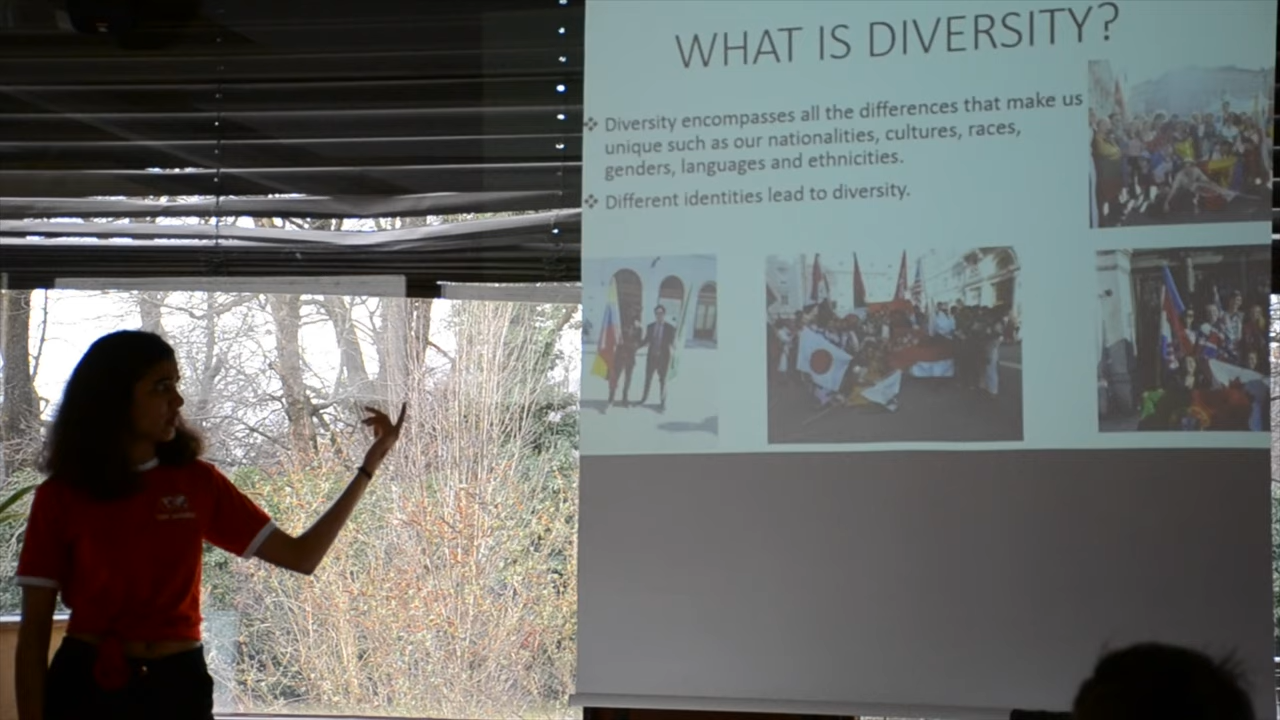 WHAT IS DIVERSITY?
❖ Diversity encompasses all the differences that make us
unique such as our nationalities, cultures, races,
genders, languages and ethnicities.
❖ Different identities lead to diversity.